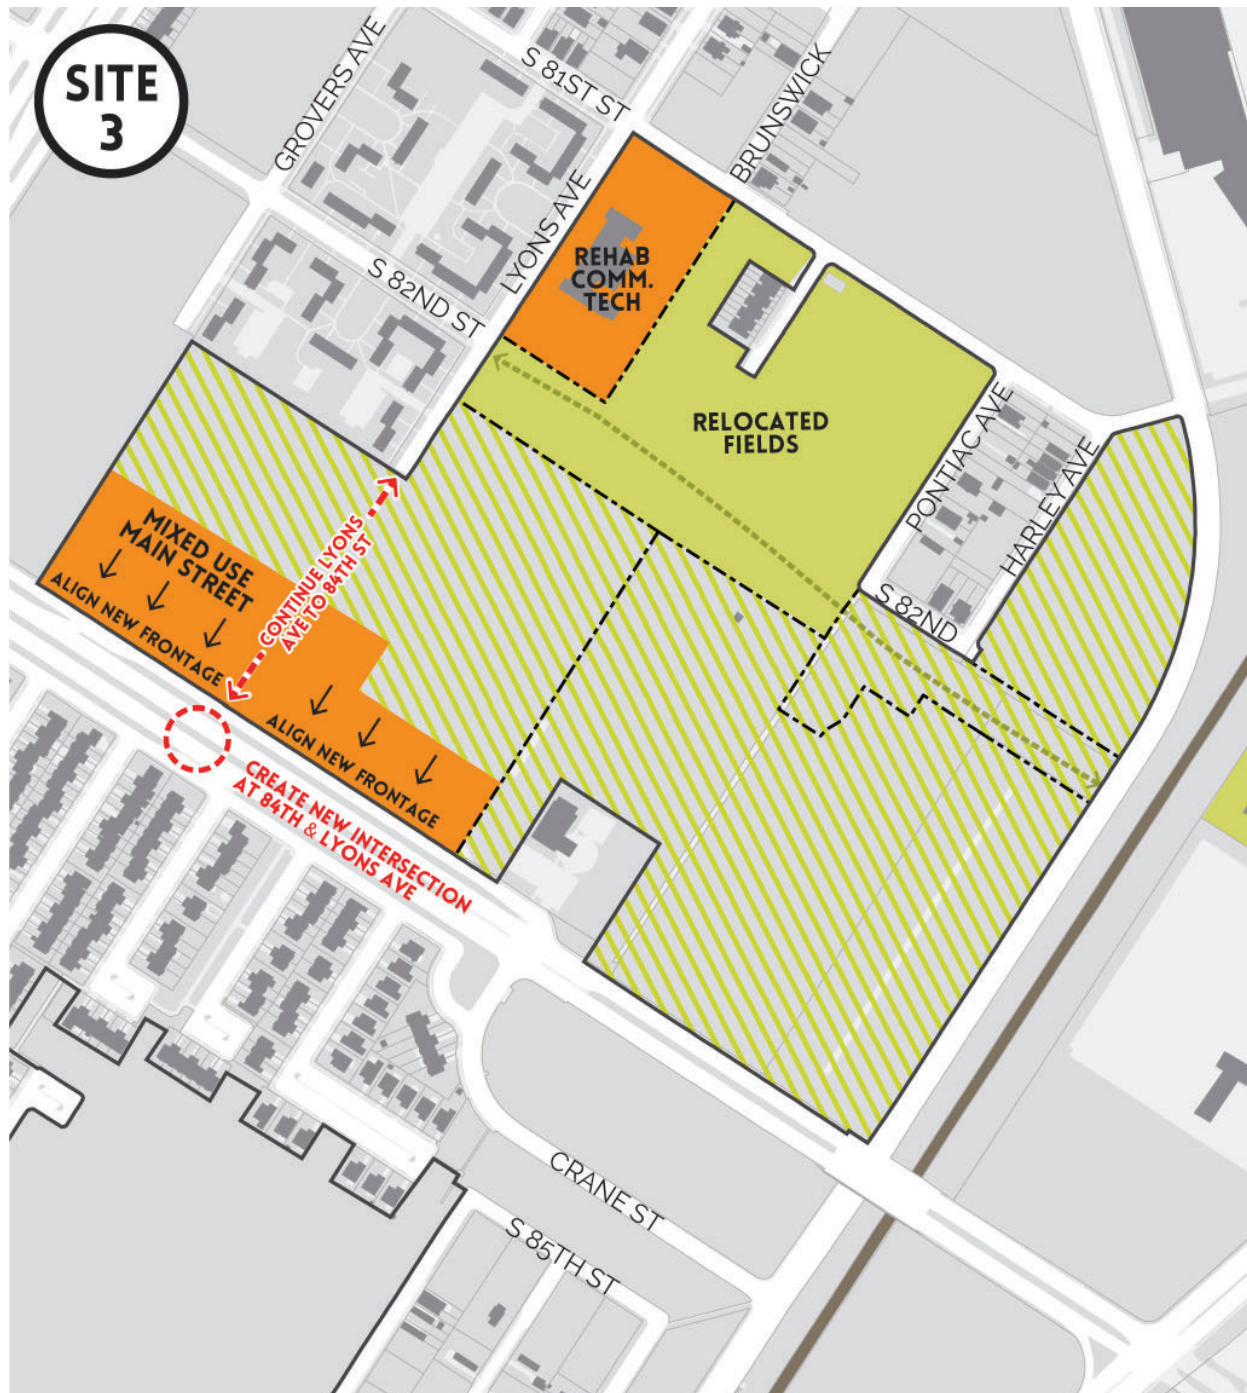 SITE
3
GROVERS AVE
S 81ST ST
BRUNSWICK
LYONS AVE
S 82ND ST
REHAB
COMM.
TECH
RELOCATED
FIELDS
PONTIAC AVE
HARLEY AVE
S 82ND
MIXED USE
MAIN STREET
ALIGN NEW FRONTAGE
CONTINUE LYONS
AVE TO 84TH ST
ALIGN NEW FRONTAGE
CREATE NEW INTERSECTION
AT 84TH & LYONS AVE
CRANE ST
S 85TH ST